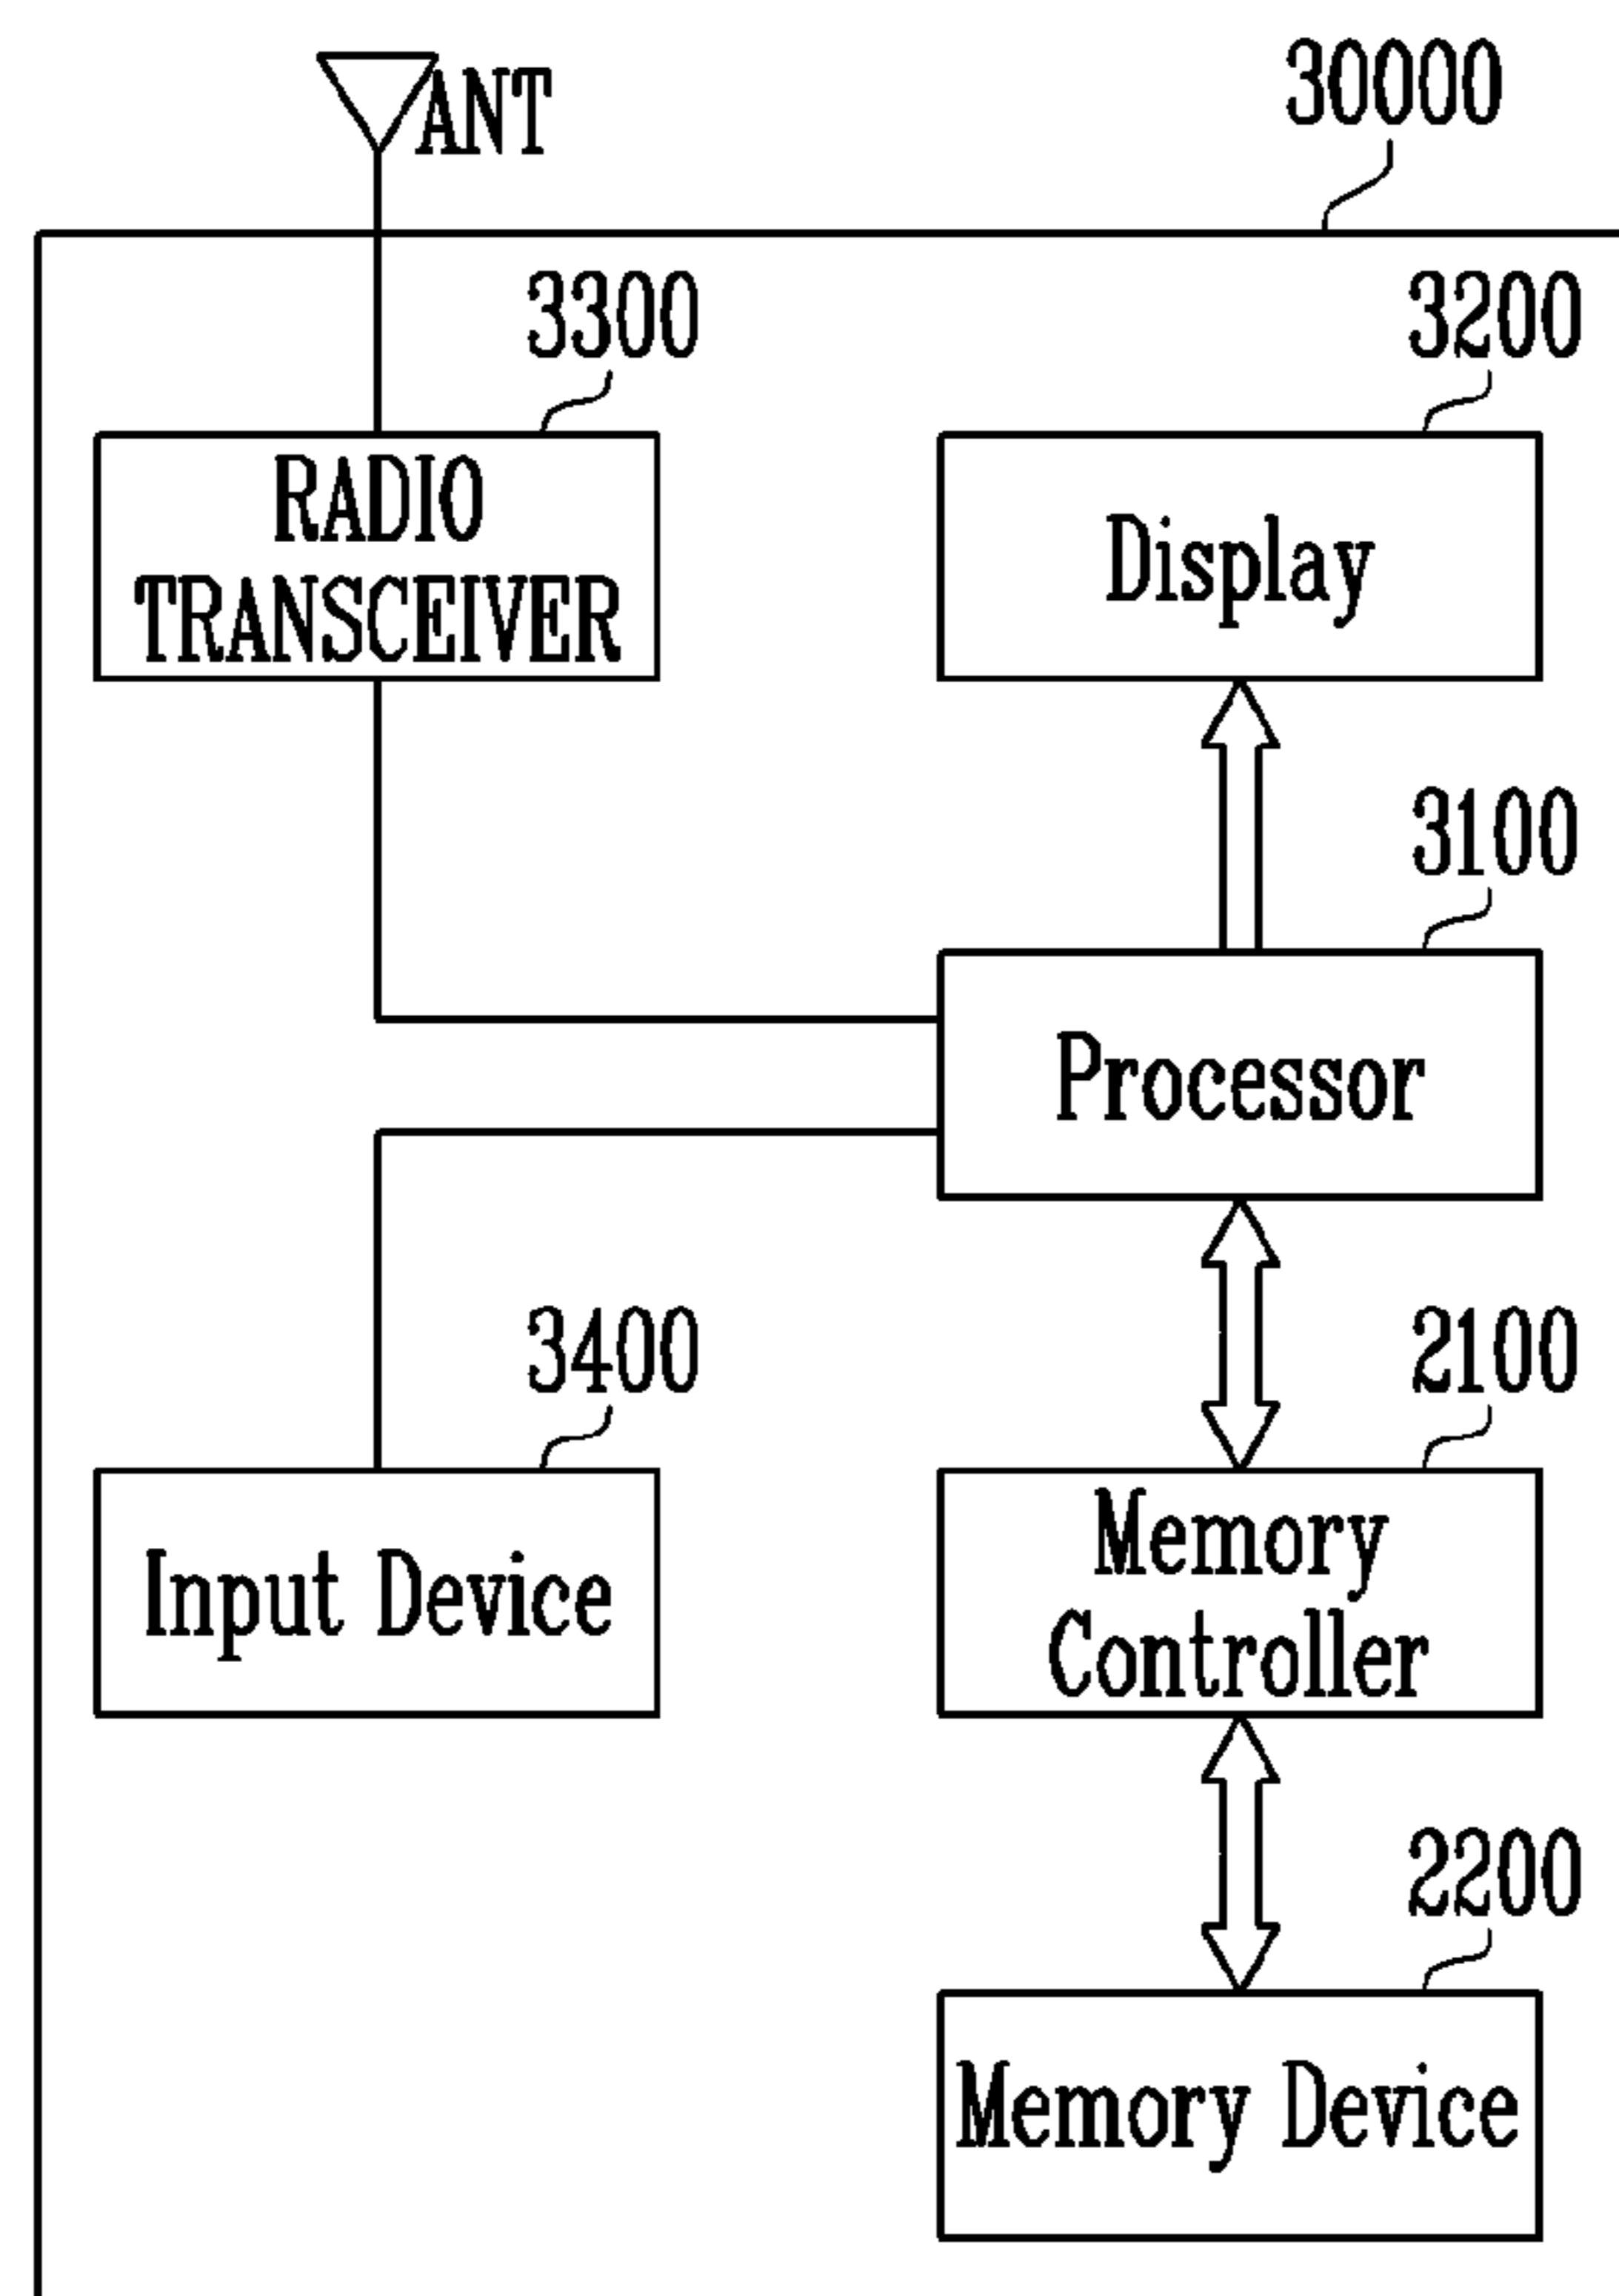 ANT
30000
3300
3200
RADIO
TRANSCEIVER
Display
3100
Processor
3400
2100
Input Device
Memory
Controller
2200
Memory Device